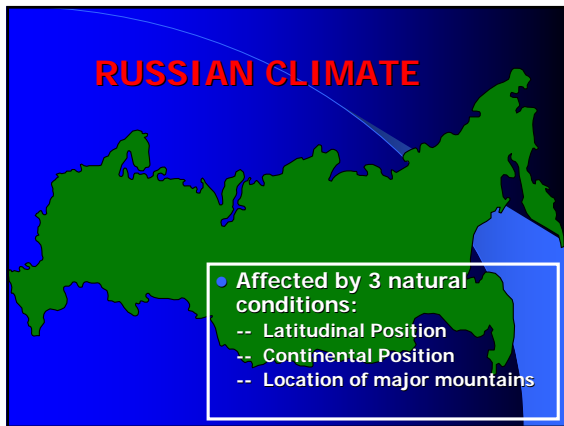 RUSSIAN CLIMATE
• Affected by 3 natural
conditions:
-- Latitudinal Position
-- Continental Position
-- Location of major mountains